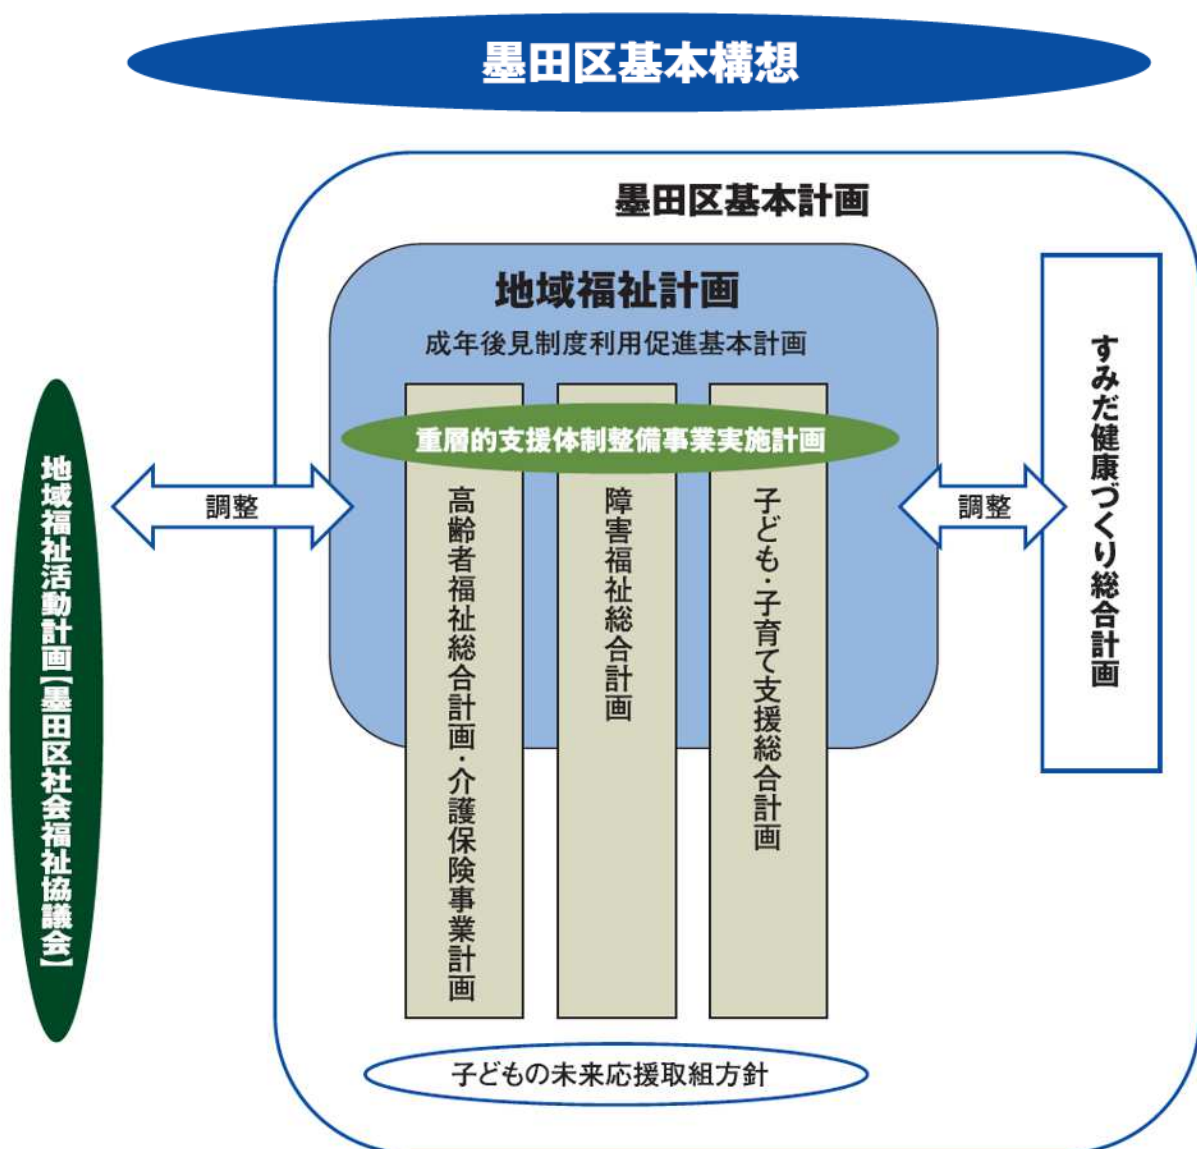 墨田区基本構想
墨田区基本計画
地域福祉計画
成年後見制度利用促進基本計画
重層的支援体制整備事業実施計画
高齢者福祉総合計画・介護保険事業計画
障害福祉総合計画
子ども・子育て支援総合計画
調整
調整
地域福祉活動計画【墨田区社会福祉協議会】
すみだ健康づくり総合計画
子どもの未来応援取組方針